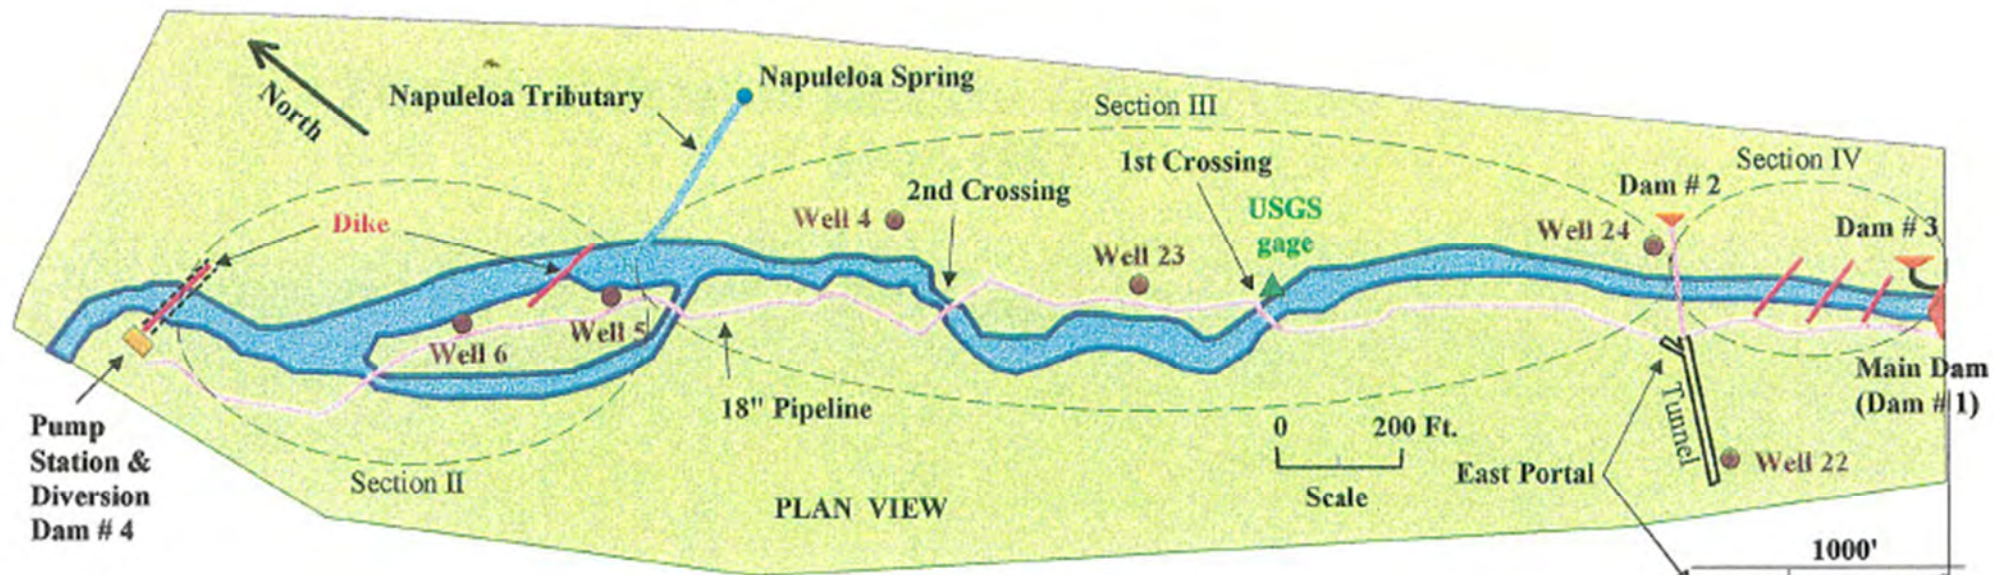 North
Napuleloa Tributary
Napuleloa Spring
Section III
Section IV
1st Crossing
2nd Crossing
Dam # 2
USGS
gage
Well 4
Well 24
Dam # 3
Dike
Well 23
Well 5
Well 6
Main Dam
(Dam # 1)
18" Pipeline
0 200 Ft.
Scale
Tunnel
East Portal
Well 22
Pump
Station &
Diversion
Dam # 4
Section II
PLAN VIEW
1000'